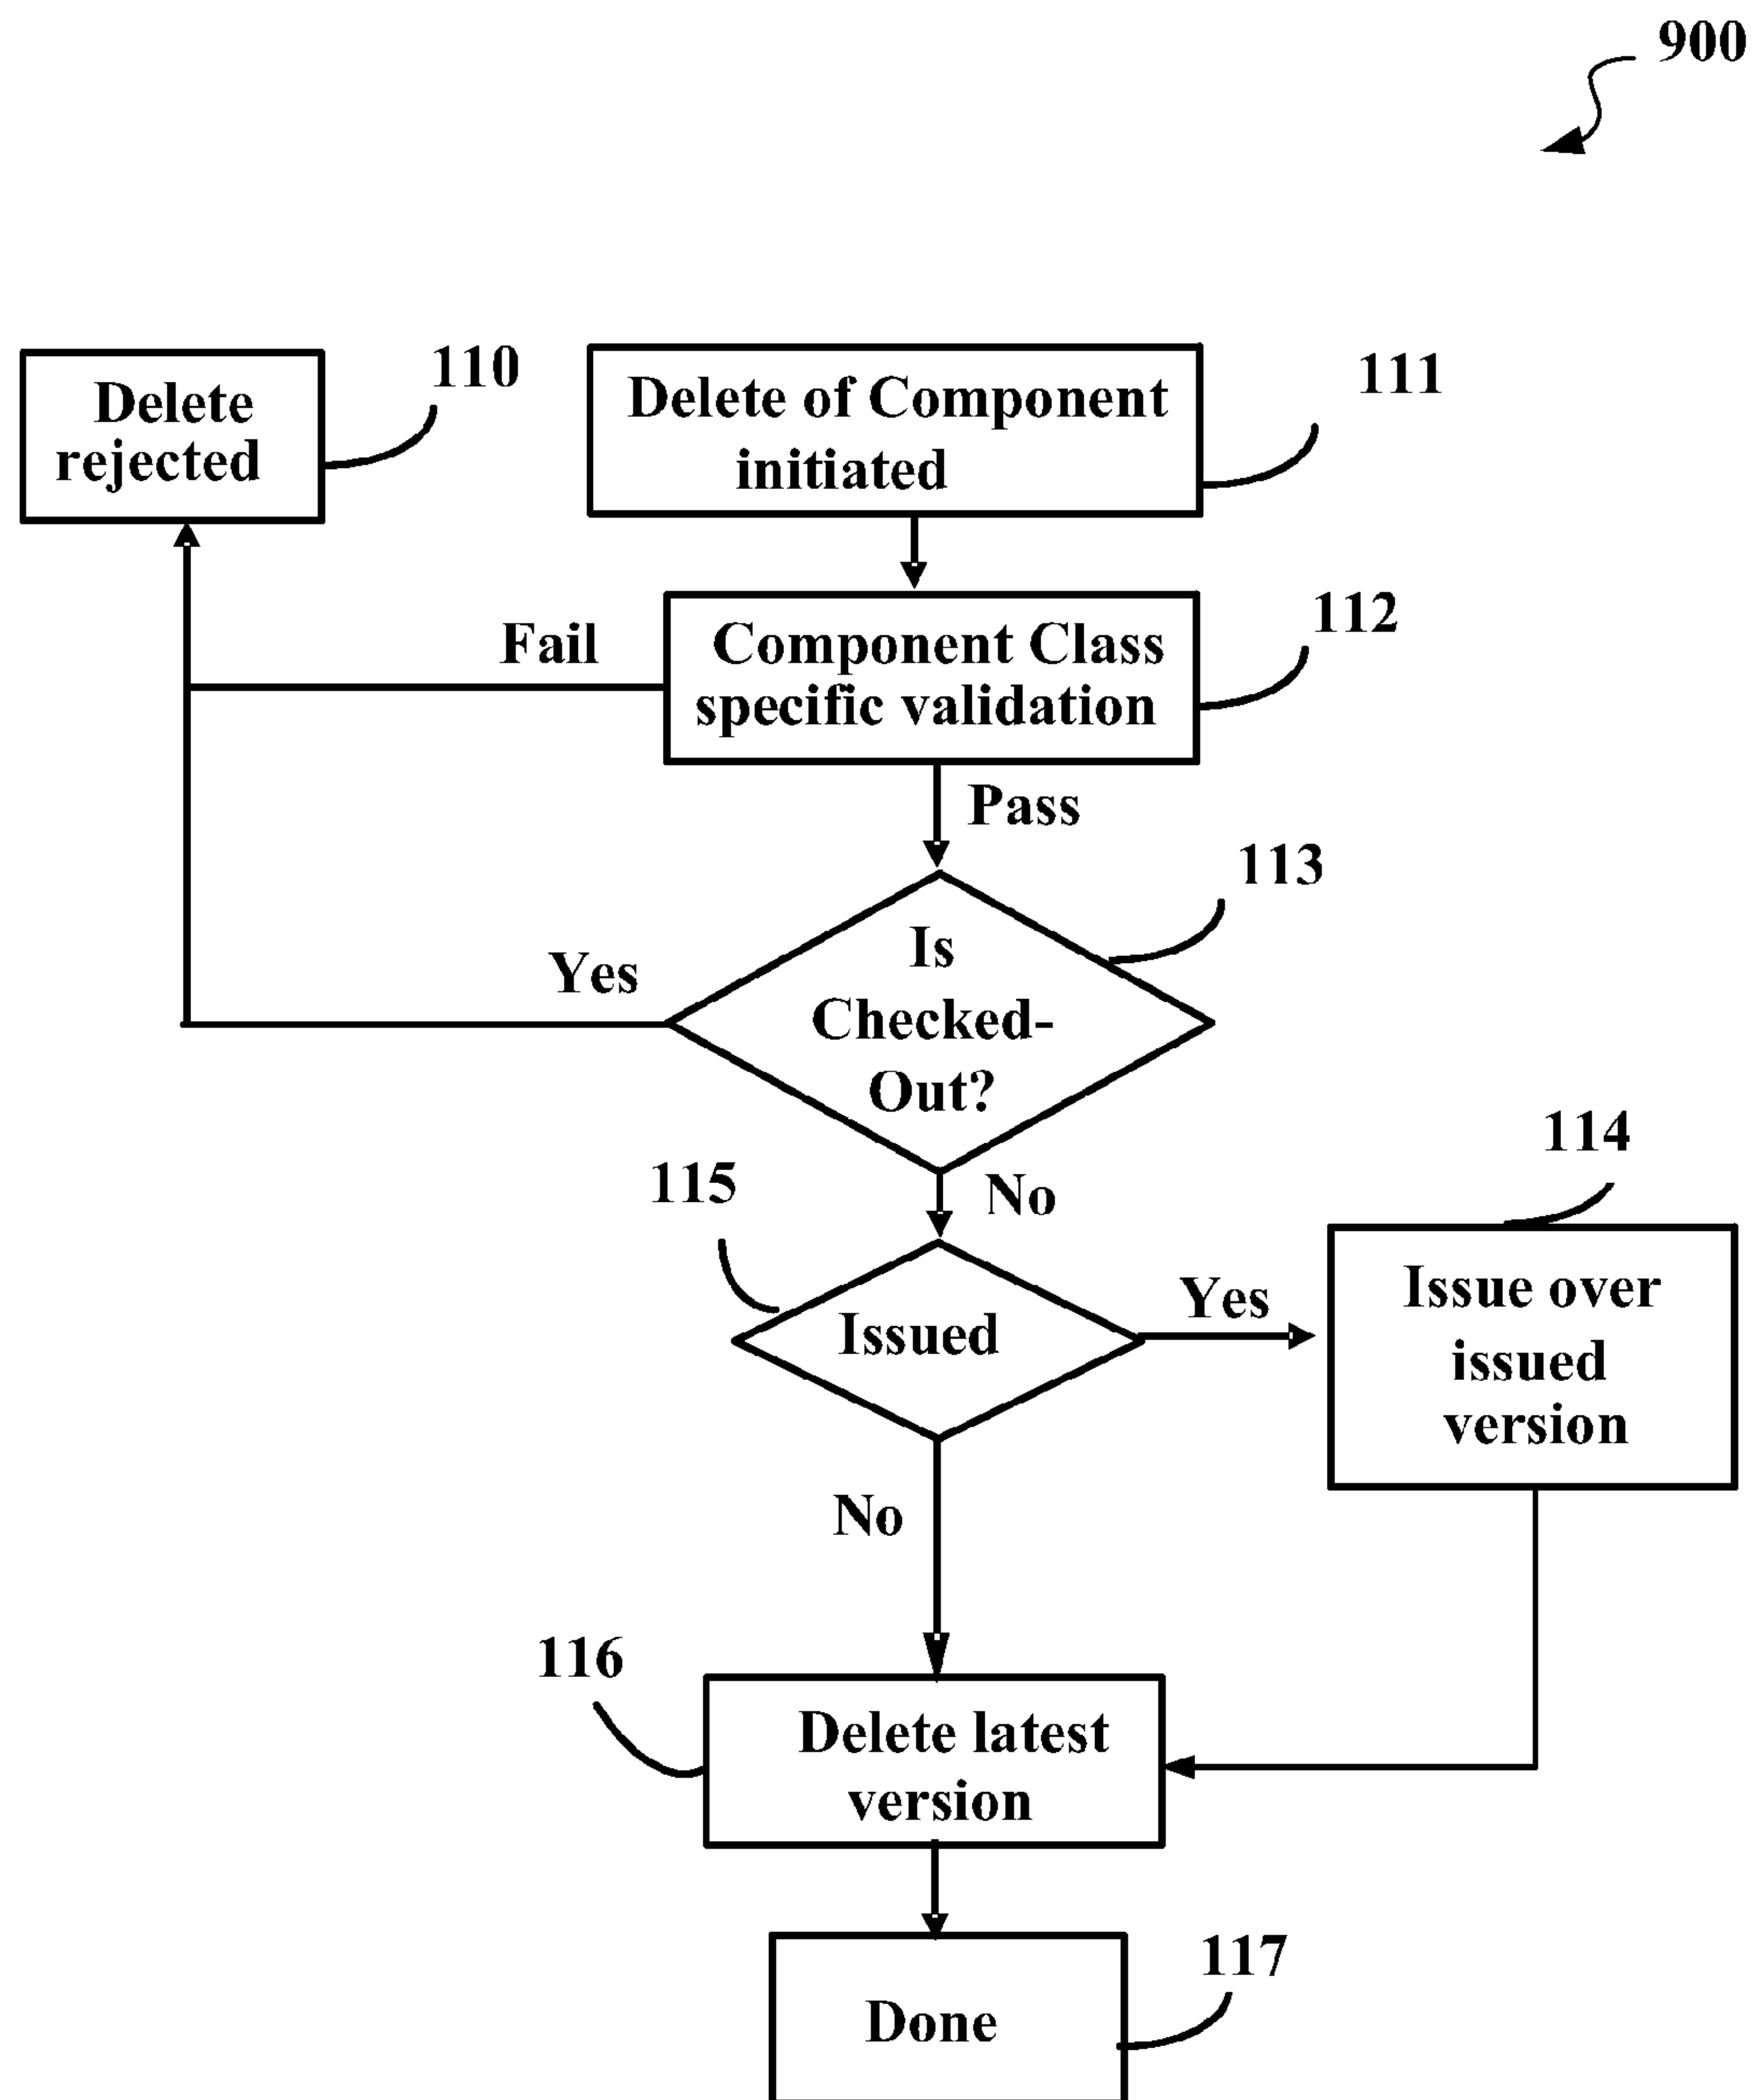 900
110
Delete
rejected
111
Delete of Component
initiated
112
Fail
Component Class
specific validation
Pass
113
Yes
Is
Checked-
Out?
No
114
115
Issued
Yes
Issue over
issued
version
No
116
Delete latest
version
117
Done